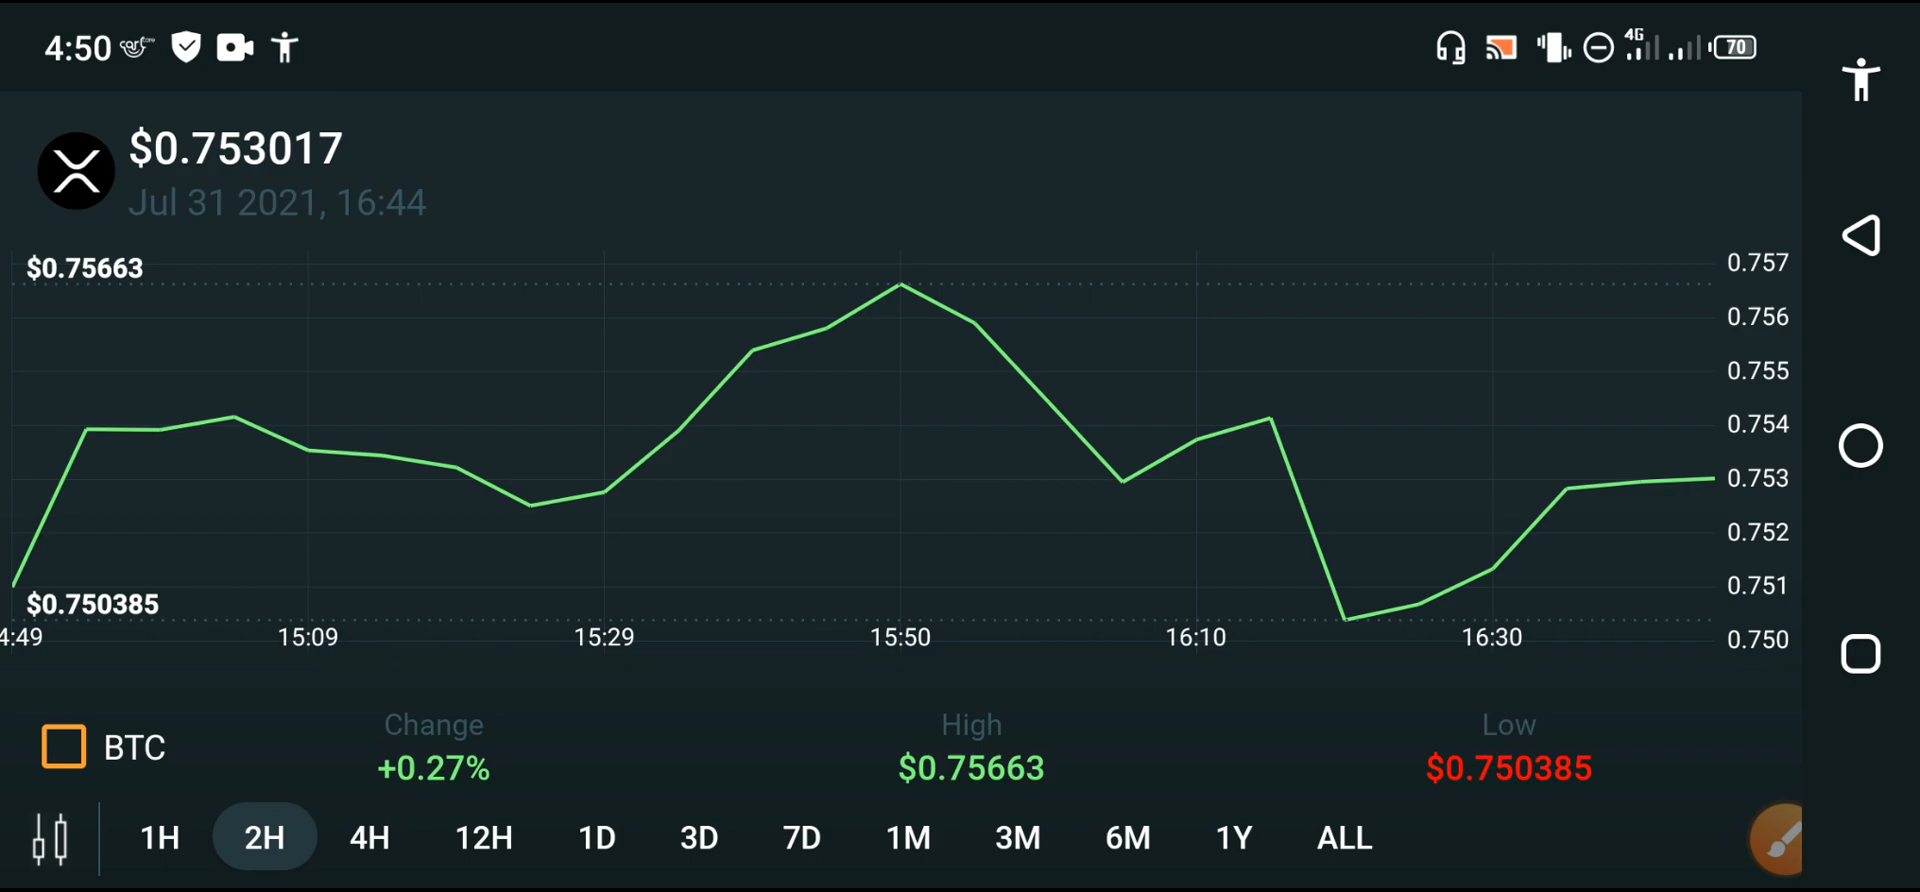 4:50
4G
70
$0.753017
Jul 31 2021, 16:44
$0.75663
0.757
0.756
0.755
0.754
0.753
0.752
0.751
0.750
$0.750385
4:49 15:09 15:29 15:50 16:10 16:30
BTC
Change High Low
+0.27% $0.75663 $0.750385
1H 2H 4H 12H 1D 3D 7D 1M 3M 6M 1Y ALL